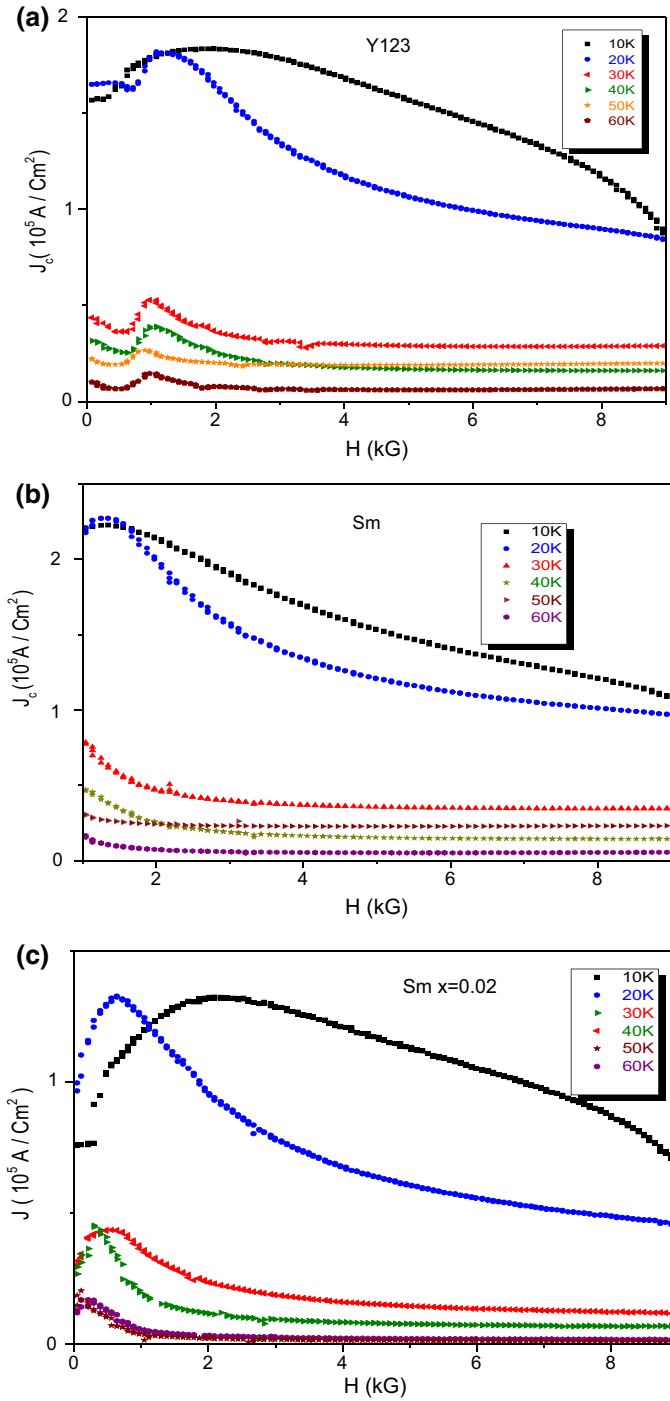 (a)
Y123
10K
20K
30K
40K
50K
60K
2
1
0
J_c( 10^5 A / Cm^2)
0 2 4 6 8
H (kG)
(b)
Sm
10K
20K
30K
40K
50K
60K
2
1
0
J_c (10^5A / Cm^2)
2 4 6 8
H (kG)
(c)
Sm x=0.02
10K
20K
30K
40K
50K
60K
1
0
J ( 10^5 A / Cm^2)
0 2 4 6 8
H (kG)